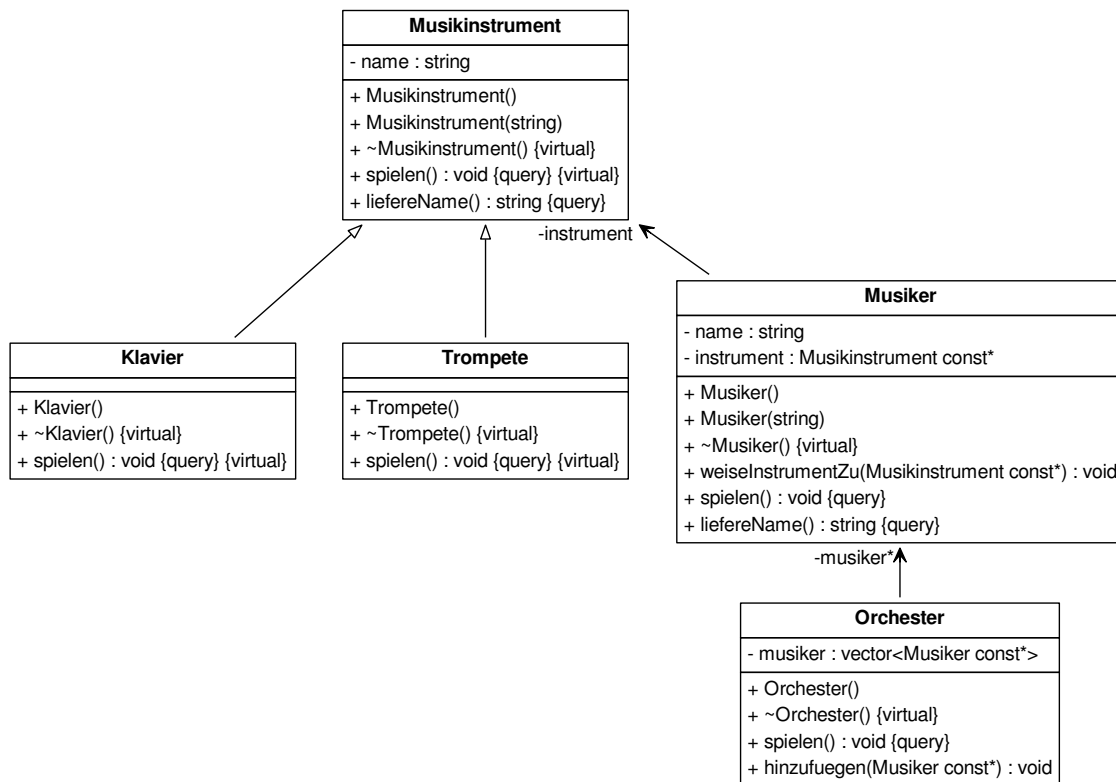 Musikinstrument
- name : string
+ Musikinstrument()
+ Musikinstrument(string)
+ ~Musikinstrument() {virtual}
+ spielen() : void {query} {virtual}
+ liefereName() : string {query}
-instrument
Klavier
+ Klavier()
+ ~Klavier() {virtual}
+ spielen() : void {query} {virtual}
Trompete
+ Trompete()
+ ~Trompete() {virtual}
+ spielen() : void {query} {virtual}
Musiker
- name : string
- instrument : Musikinstrument const*
+ Musiker()
+ Musiker(string)
+ ~Musiker() {virtual}
+ weiseInstrumentZu(Musikinstrument const*) : void
+ spielen() : void {query}
+ liefereName() : string {query}
-musiker*
Orchester
- musiker : vector<Musiker const*>
+ Orchester()
+ ~Orchester() {virtual}
+ spielen() : void {query}
+ hinzufuegen(Musiker const*) : void